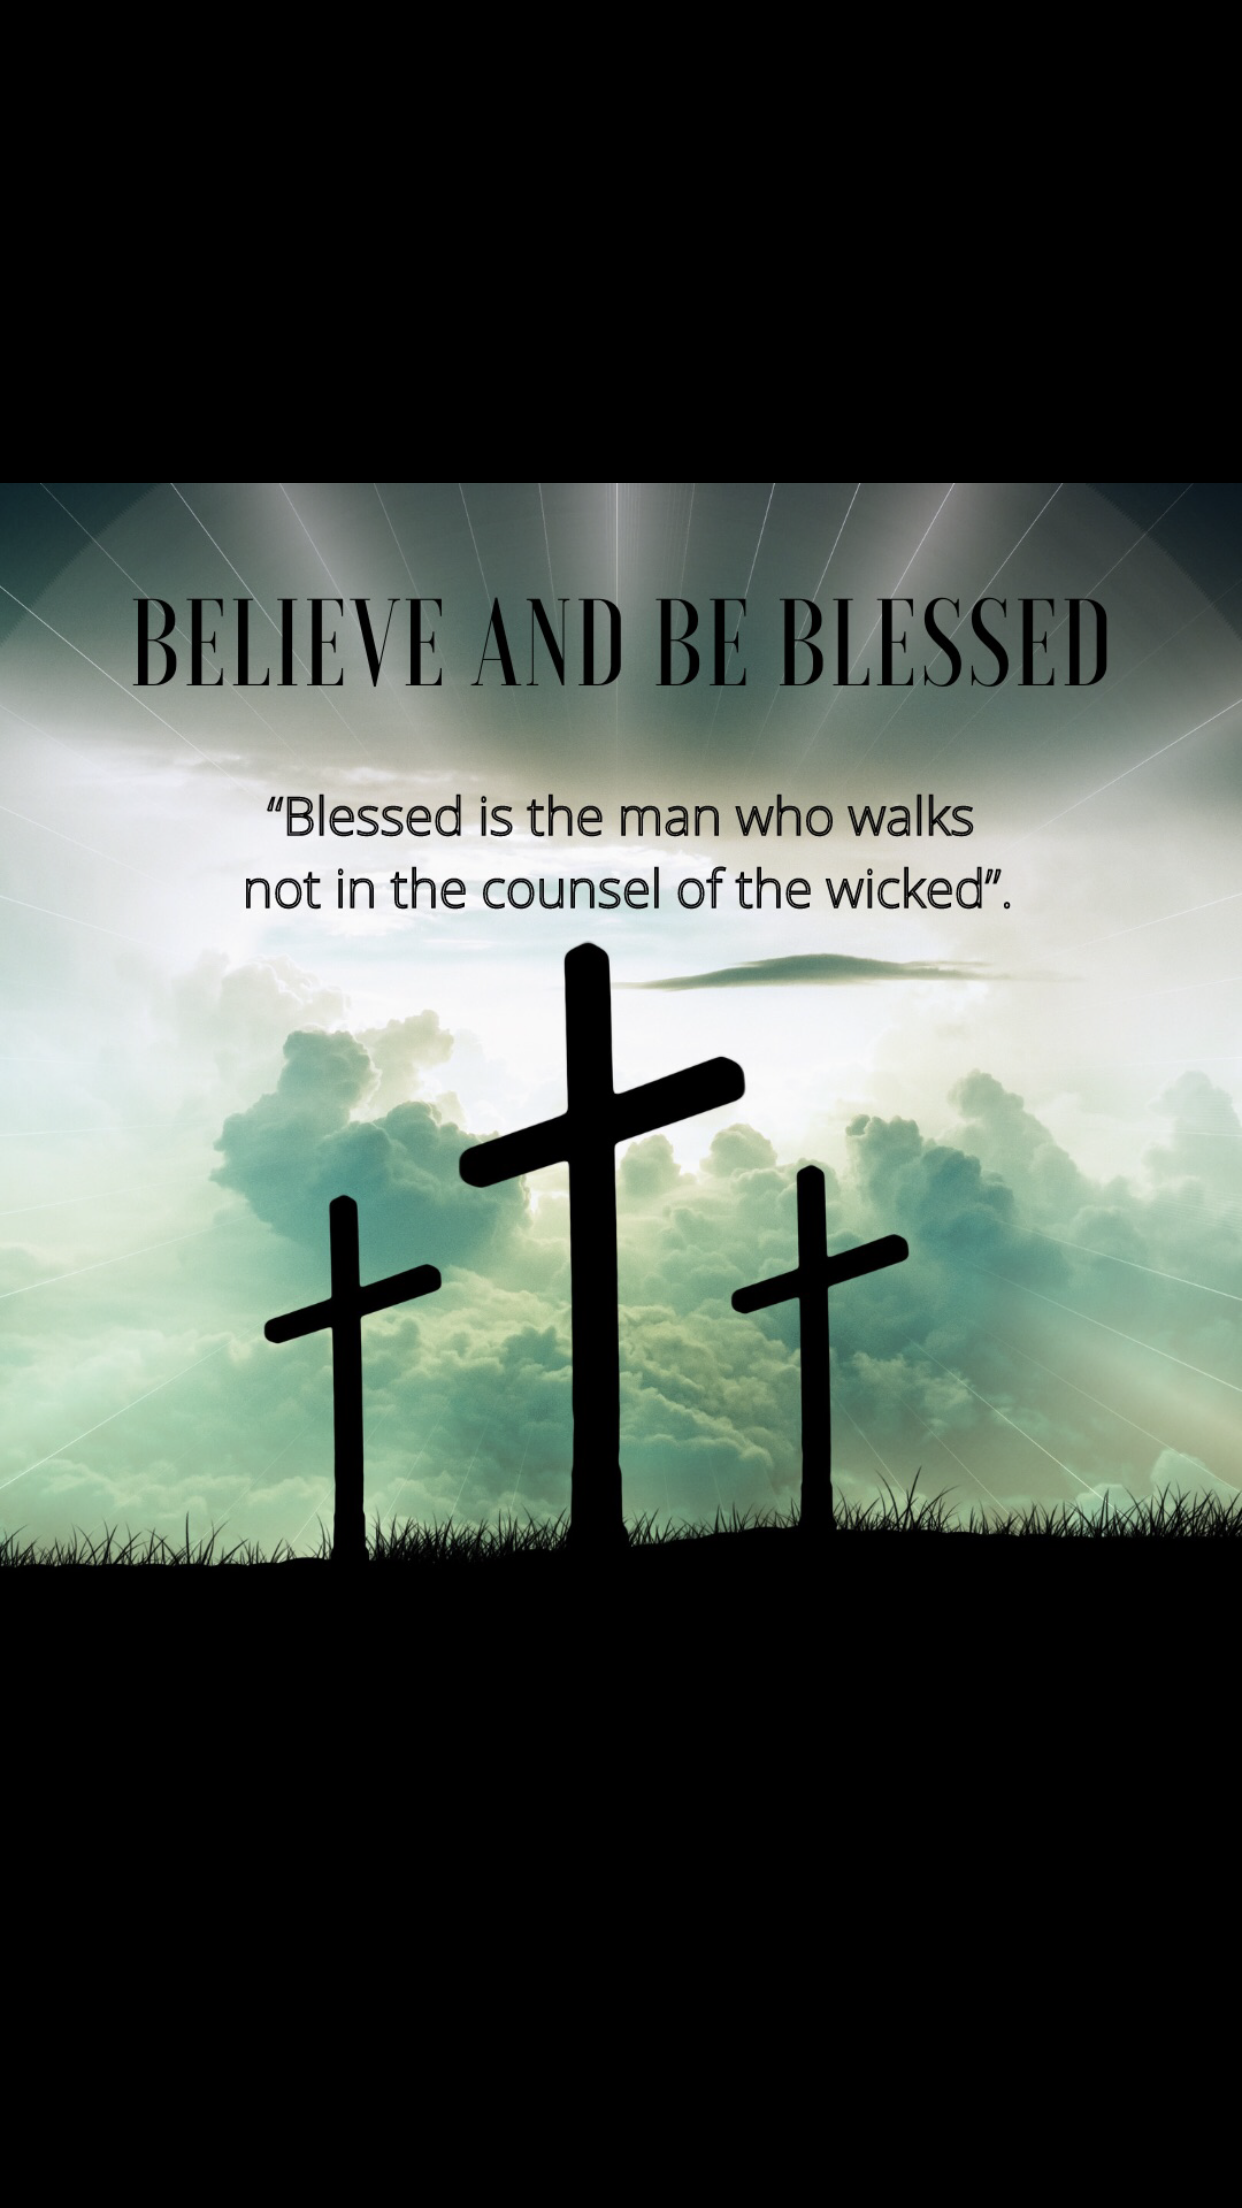 BELIEVE AND BE BLESSED
“Blessed is the man who walks
not in the counsel of the wicked”.